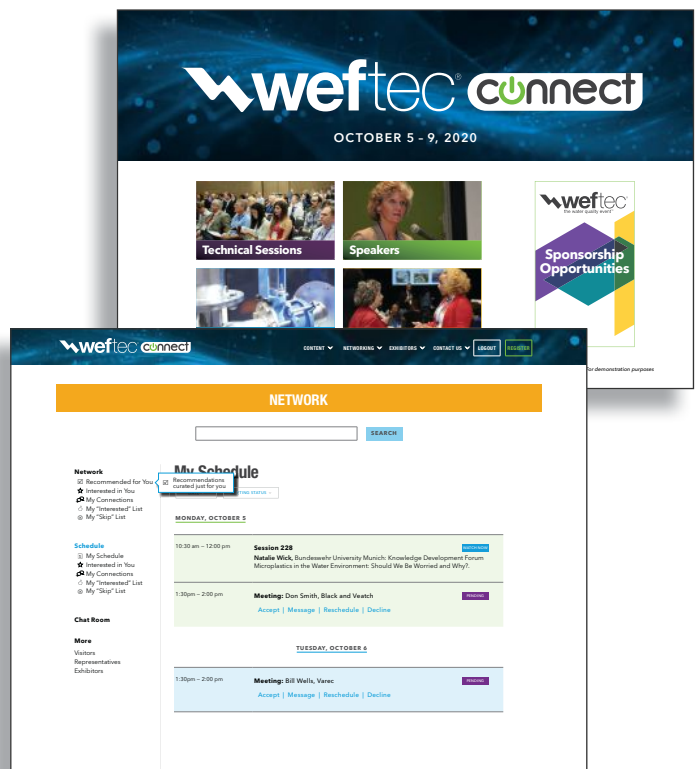 weftec® connect
OCTOBER 5 – 9, 2020
Technical Sessions
Speakers
weftec®
the water quality event™
Sponsorship
Opportunities
for demonstration purposes
weftec connect
CONTENT
NETWORKING
EXHIBITORS
CONTACT US
LOGOUT
REGISTER
NETWORK
SEARCH
Network
Recommended for You
Interested in You
My Connections
My "Interested" List
My "Skip" List
Recommendations
curated just for you
My Schedule
STATUS
MONDAY, OCTOBER 5
10:30 am – 12:00 pm
Session 228
WATCH NOW
Natalie Wick, Bundeswehr University Munich: Knowledge Development Forum
Microplastics in the Water Environment: Should We Be Worried and Why?.
1:30pm – 2:00 pm
Meeting: Don Smith, Black and Veatch
PENDING
Accept | Message | Reschedule | Decline
TUESDAY, OCTOBER 6
1:30pm – 2:00 pm
Meeting: Bill Wells, Varec
PENDING
Accept | Message | Reschedule | Decline
Schedule
My Schedule
Interested in You
My Connections
My "Interested" List
My "Skip" List
Chat Room
More
Visitors
Representatives
Exhibitors